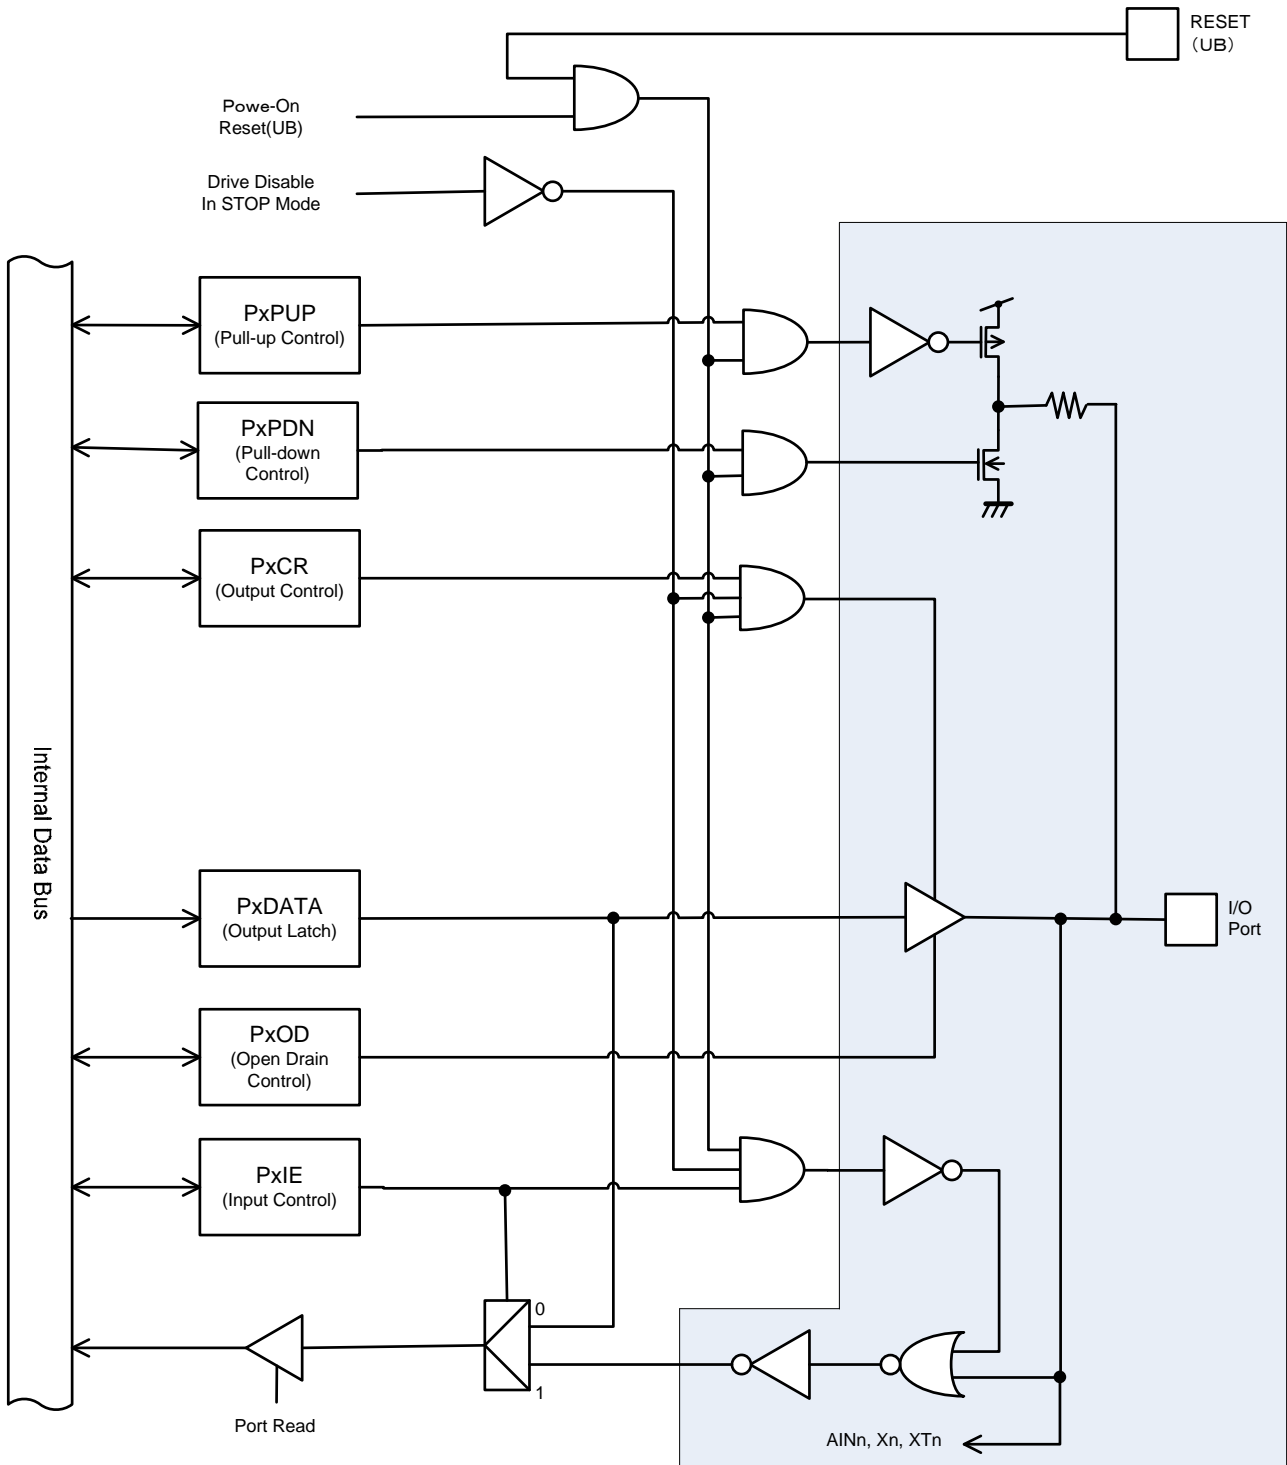 RESET
（UB）
Powe-On
Reset(UB)
Drive Disable
In STOP Mode
PxPUP
(Pull-up Control)
PxPDN
(Pull-down
Control)
PxCR
(Output Control)
Internal Data Bus
PxDATA
(Output Latch)
I/O
Port
PxOD
(Open Drain
Control)
PxIE
(Input Control)
0
1
Port Read
AINn, Xn, XTn